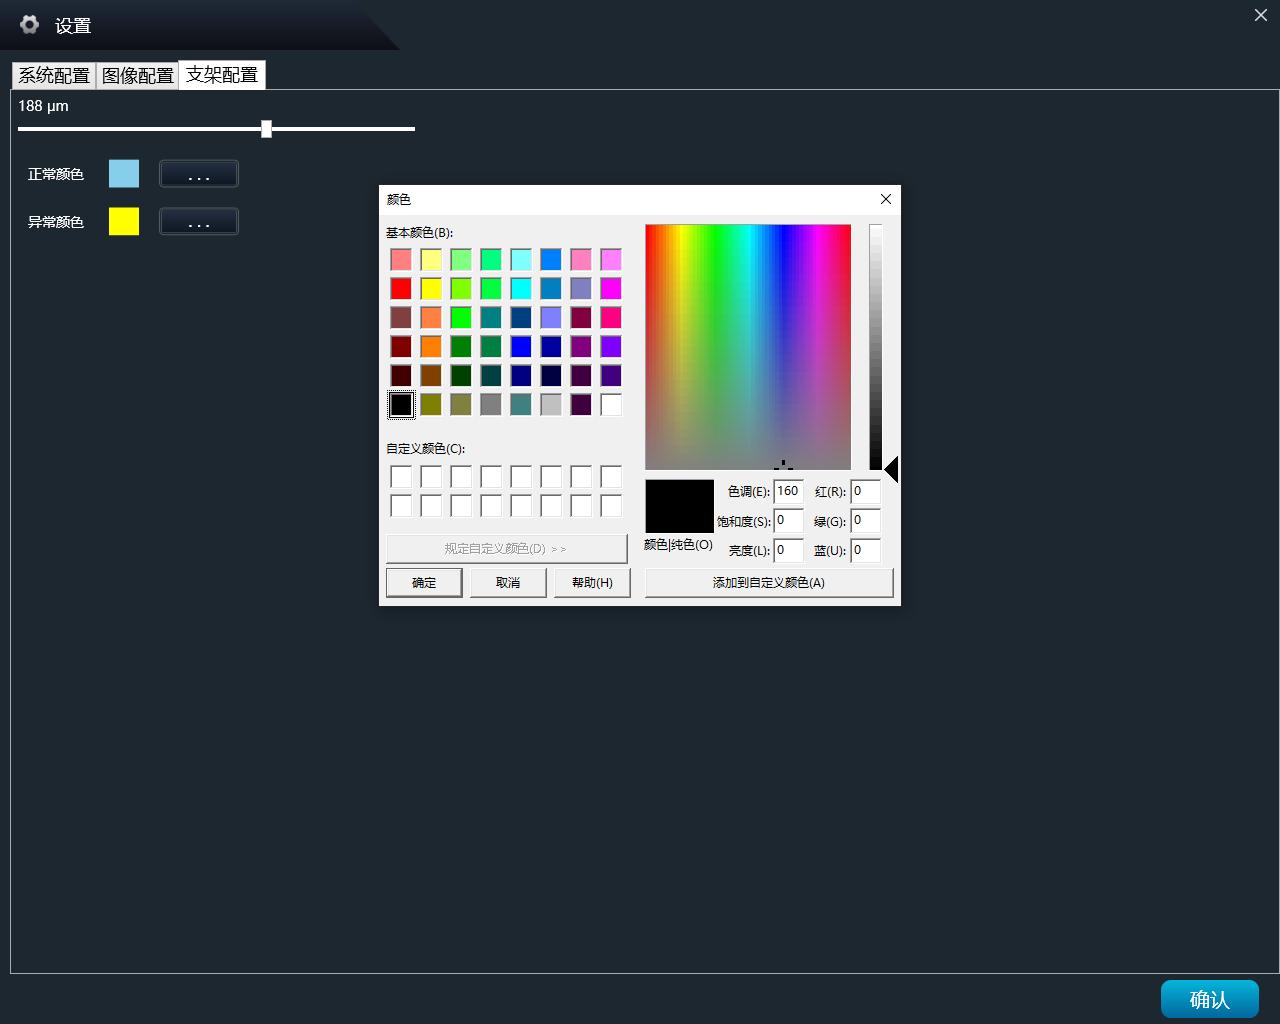 设置
系统配置 图像配置 支架配置
188 μm
正常颜色 ...
异常颜色 ...
颜色
基本颜色(B):
自定义颜色(C):
规定自定义颜色(D) >>
确定 取消 帮助(H)
色调(E): 160 红(R): 0
饱和度(S): 0 绿(G): 0
颜色|纯色(O) 亮度(L): 0 蓝(U): 0
添加到自定义颜色(A)
确认